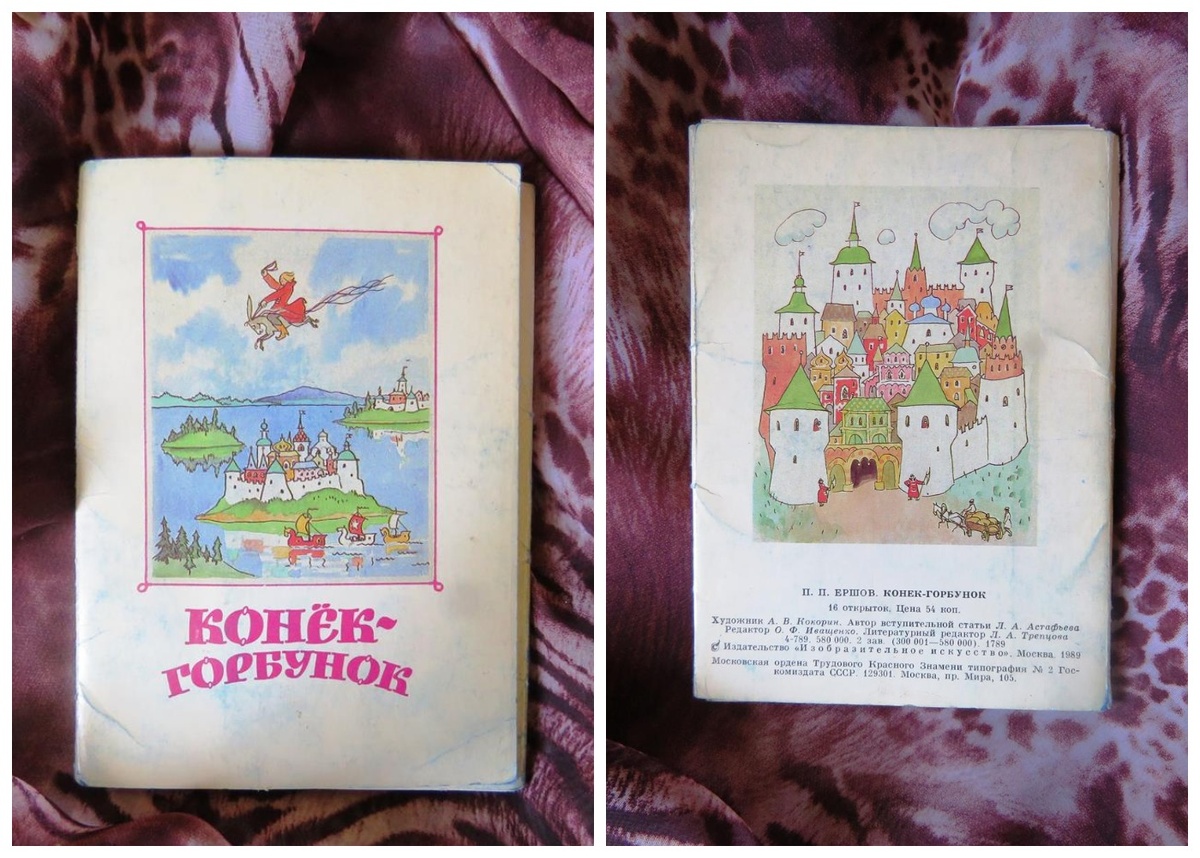 КОНЁК-
ГОРБУНОК
П. П. ЕРШОВ. КОНЕК-ГОРБУНОК
16 открыток. Цена 54 коп.
Художник А. В. Кокорин. Автор вступительной статьи Л. А. Астафьева
Редактор О. Ф. Иващенко. Литературный редактор Л. А. Трепцова
4-789. 580 000. 2 зав. (300 001—580 000). 1789
Издательство «Изобразительное искусство». Москва. 1989
Московская ордена Трудового Красного Знамени типография № 2 Гос-
комиздата СССР. 129301. Москва, пр. Мира, 105.